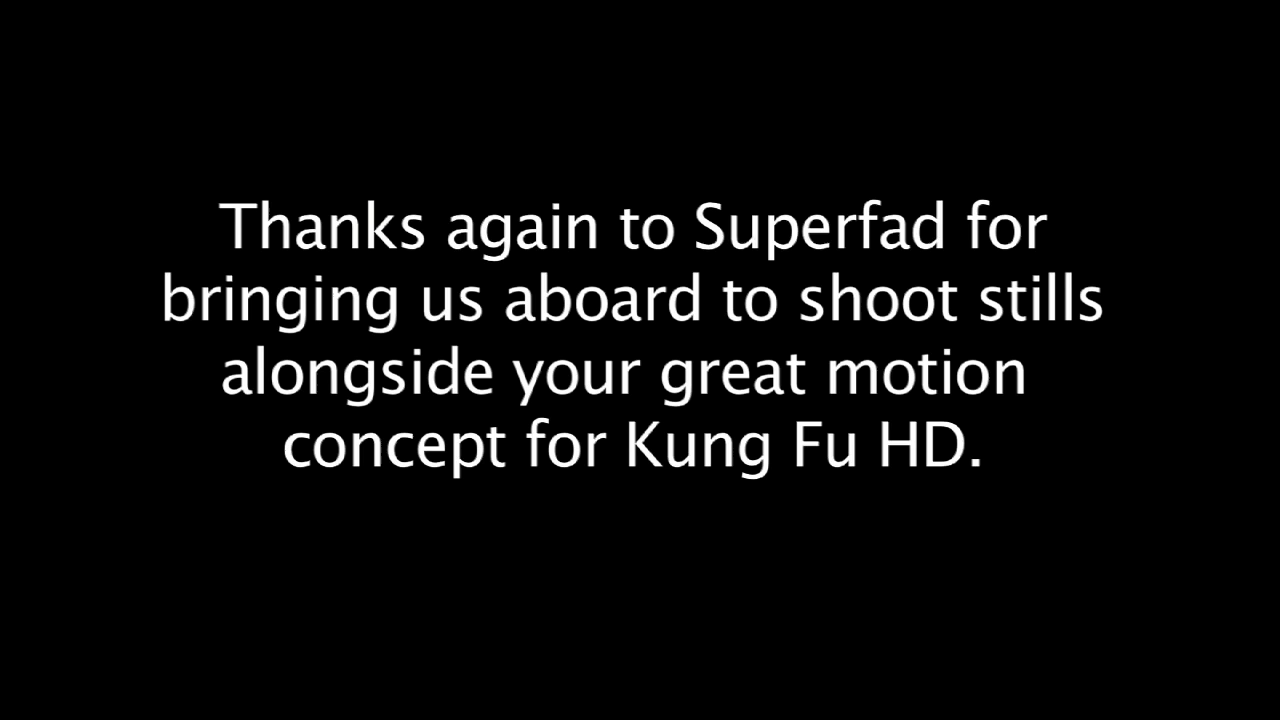 Thanks again to Superfad for
bringing us aboard to shoot stills
alongside your great motion
concept for Kung Fu HD.